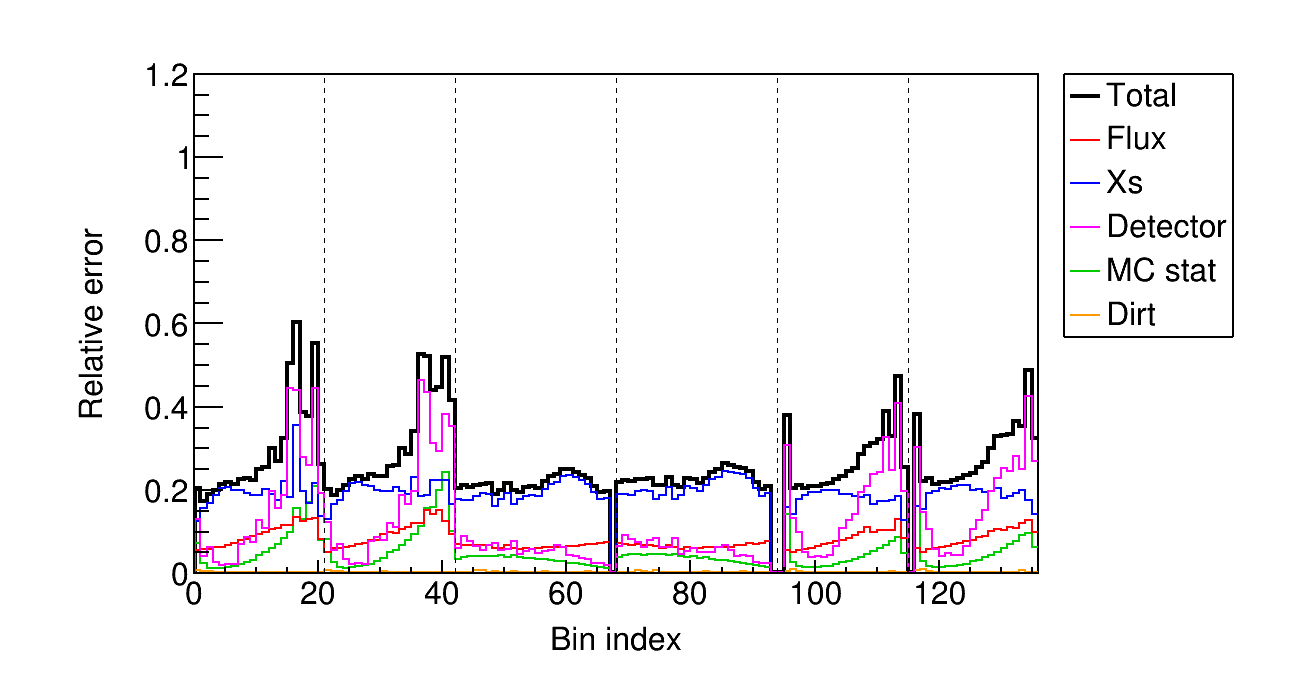 1.2
1
0.8
0.6
0.4
0.2
0
0 20 40 60 80 100 120
Relative error
Bin index
Total
Flux
Xs
Detector
MC stat
Dirt